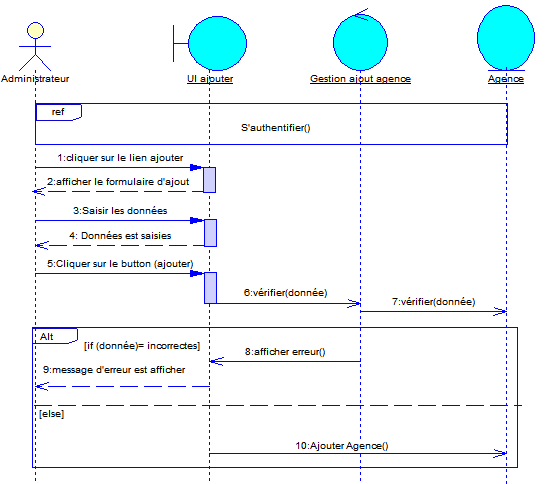 Administrateur
UI ajouter
Gestion ajout agence
Agence
ref
S'authentifier()
1:cliquer sur le lien ajouter
2:afficher le formulaire d'ajout
3:Saisir les données
4: Données est saisies
5:Cliquer sur le button (ajouter)
6:vérifier(donnée)
7:vérifier(donnée)
Alt
[if (donnée)= incorrectes]
8:afficher erreur()
9:message d'erreur est afficher
[else]
10:Ajouter Agence()